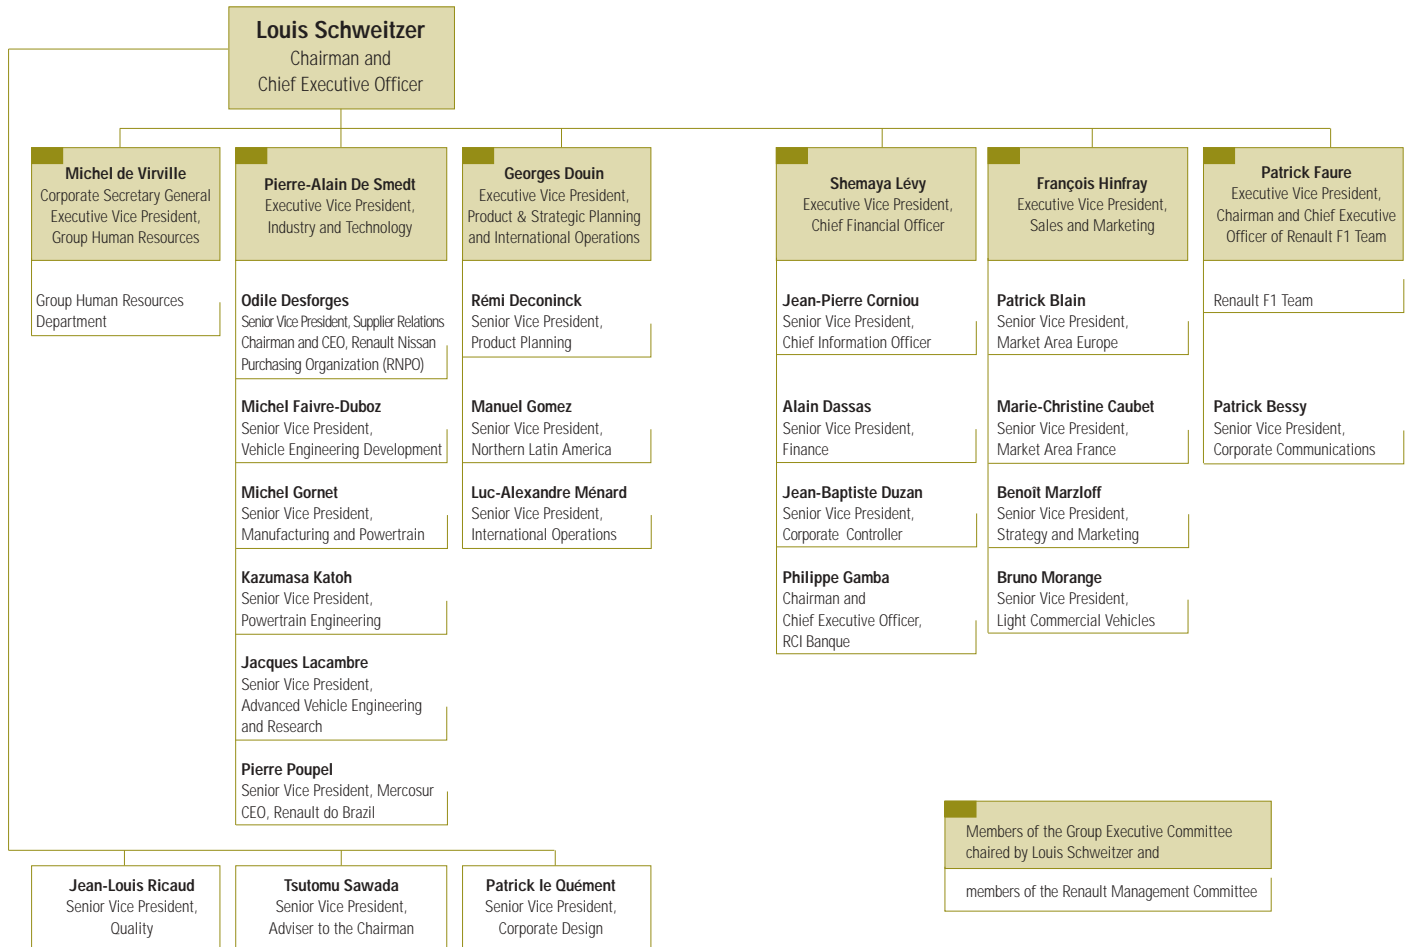 Louis Schweitzer
Chairman and
Chief Executive Officer
Michel de Virville
Corporate Secretary General
Executive Vice President,
Group Human Resources
Group Human Resources
Department
Pierre-Alain De Smedt
Executive Vice President,
Industry and Technology
Odile Desforges
Senior Vice President, Supplier Relations
Chairman and CEO, Renault Nissan
Purchasing Organization (RNPO)
Michel Faivre-Duboz
Senior Vice President,
Vehicle Engineering Development
Michel Gornet
Senior Vice President,
Manufacturing and Powertrain
Kazumasa Katoh
Senior Vice President,
Powertrain Engineering
Jacques Lacambre
Senior Vice President,
Advanced Vehicle Engineering
and Research
Pierre Poupel
Senior Vice President, Mercosur
CEO, Renault do Brazil
Georges Douin
Executive Vice President,
Product & Strategic Planning
and International Operations
Rémi Deconinck
Senior Vice President,
Product Planning
Manuel Gomez
Senior Vice President,
Northern Latin America
Luc-Alexandre Ménard
Senior Vice President,
International Operations
Shemaya Lévy
Executive Vice President,
Chief Financial Officer
Jean-Pierre Corniou
Senior Vice President,
Chief Information Officer
Alain Dassas
Senior Vice President,
Finance
Jean-Baptiste Duzan
Senior Vice President,
Corporate Controller
Philippe Gamba
Chairman and
Chief Executive Officer,
RCI Banque
François Hinfray
Executive Vice President,
Sales and Marketing
Patrick Blain
Senior Vice President,
Market Area Europe
Marie-Christine Caubet
Senior Vice President,
Market Area France
Benoît Marzloff
Senior Vice President,
Strategy and Marketing
Bruno Morange
Senior Vice President,
Light Commercial Vehicles
Patrick Faure
Executive Vice President,
Chairman and Chief Executive
Officer of Renault F1 Team
Renault F1 Team
Patrick Bessy
Senior Vice President,
Corporate Communications
Jean-Louis Ricaud
Senior Vice President,
Quality
Tsutomu Sawada
Senior Vice President,
Adviser to the Chairman
Patrick le Quément
Senior Vice President,
Corporate Design
Members of the Group Executive Committee
chaired by Louis Schweitzer and
members of the Renault Management Committee